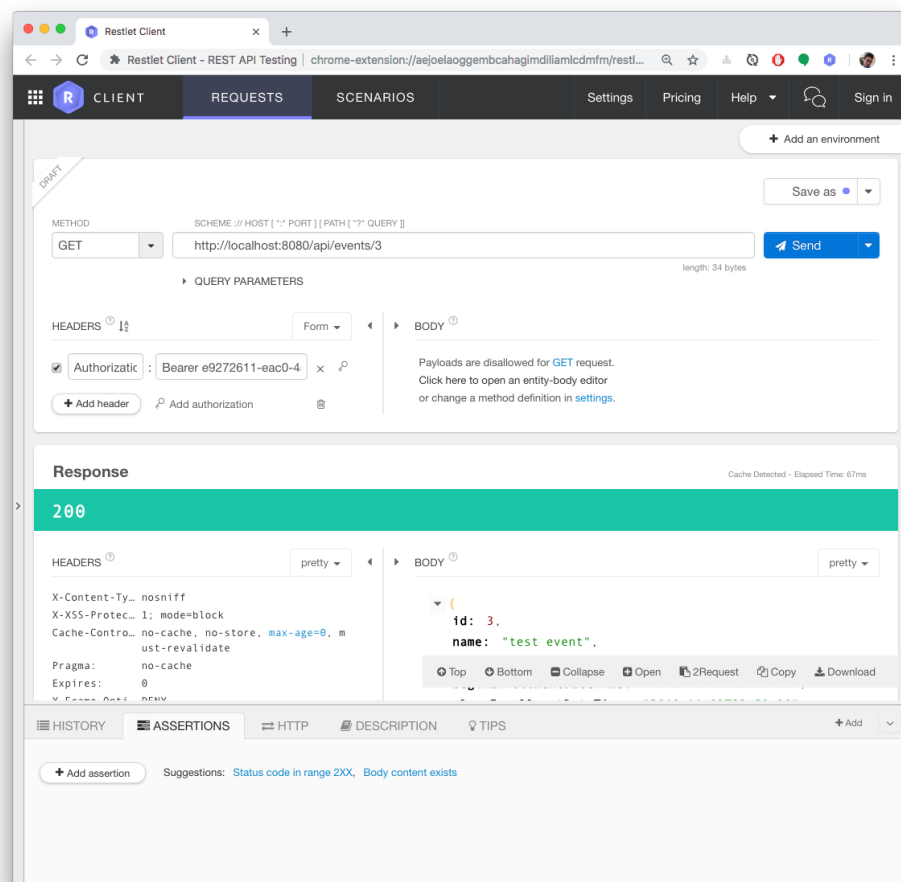 Restlet Client
Restlet Client - REST API Testing | chrome-extension://aejoelaoggembcahagimdiliamlcdmfm/restl...
R CLIENT REQUESTS SCENARIOS Settings Pricing Help Sign in
+ Add an environment
DRAFT
Save as
METHOD SCHEME :// HOST [ ":" PORT ] [ PATH [ "?" QUERY ]]
GET http://localhost:8080/api/events/3 Send
length: 34 bytes
QUERY PARAMETERS
HEADERS ? Form BODY ?
Authorizatic : Bearer e9272611-eac0-4
Payloads are disallowed for GET request.
Click here to open an entity-body editor
or change a method definition in settings.
+ Add header Add authorization
Response Cache Detected - Elapsed Time: 67ms
200
HEADERS ? pretty BODY ? pretty
X-Content-Ty… nosniff
X-XSS-Protec… 1; mode=block
Cache-Contro… no-cache, no-store, max-age=0, m
ust-revalidate
Pragma: no-cache
Expires: 0
X-Frame-Opti… DENY
{
id: 3,
name: "test event",
Top Bottom Collapse Open 2Request Copy Download
HISTORY ASSERTIONS HTTP DESCRIPTION TIPS + Add
+ Add assertion Suggestions: Status code in range 2XX, Body content exists